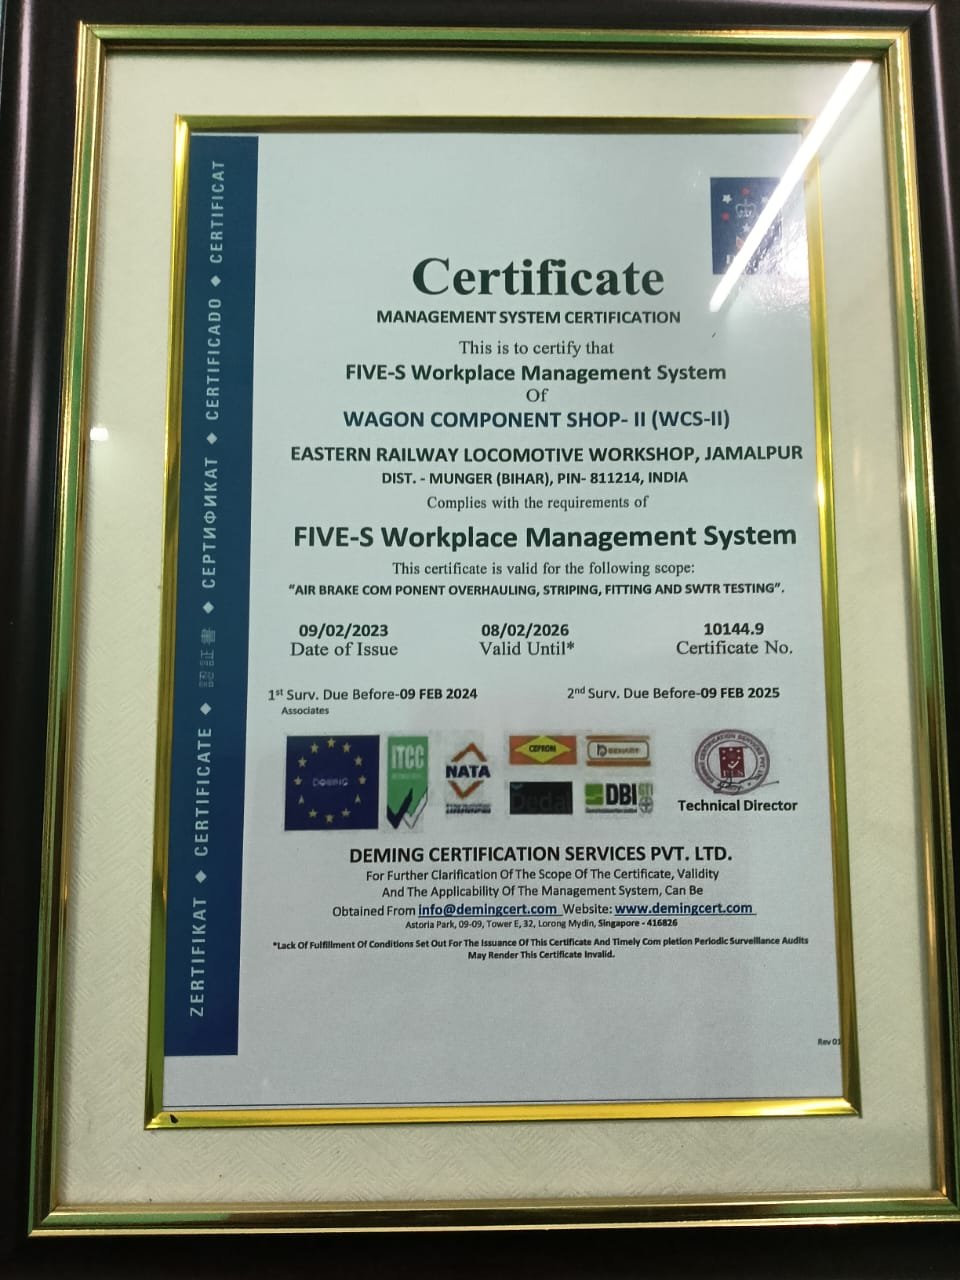 Certificate
MANAGEMENT SYSTEM CERTIFICATION
This is to certify that
FIVE-S Workplace Management System
Of
WAGON COMPONENT SHOP- II (WCS-II)
EASTERN RAILWAY LOCOMOTIVE WORKSHOP, JAMALPUR
DIST. - MUNGER (BIHAR), PIN- 811214, INDIA
Complies with the requirements of
FIVE-S Workplace Management System
This certificate is valid for the following scope:
“AIR BRAKE COM PONENT OVERHAULING, STRIPING, FITTING AND SWTR TESTING”.
09/02/2023 08/02/2026 10144.9
Date of Issue Valid Until* Certificate No.
1st Surv. Due Before-09 FEB 2024 2nd Surv. Due Before-09 FEB 2025
Associates
ITCC
NATA
Dedal
DBI
Technical Director
DEMING CERTIFICATION SERVICES PVT. LTD.
For Further Clarification Of The Scope Of The Certificate, Validity
And The Applicability Of The Management System, Can Be
Obtained From info@demingcert.com Website: www.demingcert.com
Astoria Park, 09-09, Tower E, 32, Lorong Mydin, Singapore - 416826
*Lack Of Fulfillment Of Conditions Set Out For The Issuance Of This Certificate And Timely Com pletion Periodic Surveillance Audits
May Render This Certificate Invalid.
Rev 01
ZERTIFIKAT ◆ CERTIFICATE ◆ 認証書 ◆ СЕРТИФИКАТ ◆ CERTIFICADO ◆ CERTIFICAT